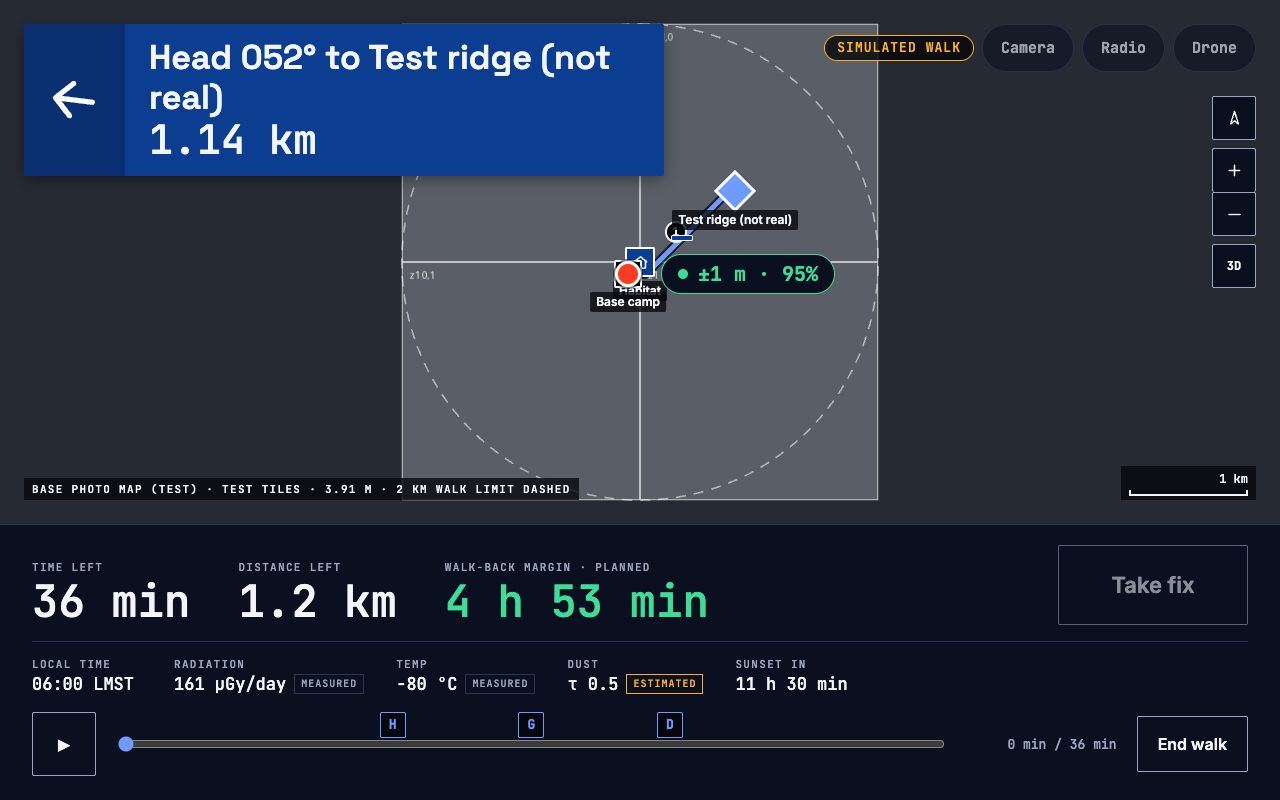 Head 052° to Test ridge (not
real)
1.14 km
,0
SIMULATED WALK
Camera
Radio
Drone
+
−
3D
Test ridge (not real)
z10,1
±1 m · 95%
Habitat
Base camp
BASE PHOTO MAP (TEST) · TEST TILES · 3.91 M · 2 KM WALK LIMIT DASHED
1 km
TIME LEFT
36 min
DISTANCE LEFT
1.2 km
WALK-BACK MARGIN · PLANNED
4 h 53 min
Take fix
LOCAL TIME
06:00 LMST
RADIATION
161 µGy/day MEASURED
TEMP
-80 °C MEASURED
DUST
τ 0.5 ESTIMATED
SUNSET IN
11 h 30 min
H
G
D
0 min / 36 min
End walk